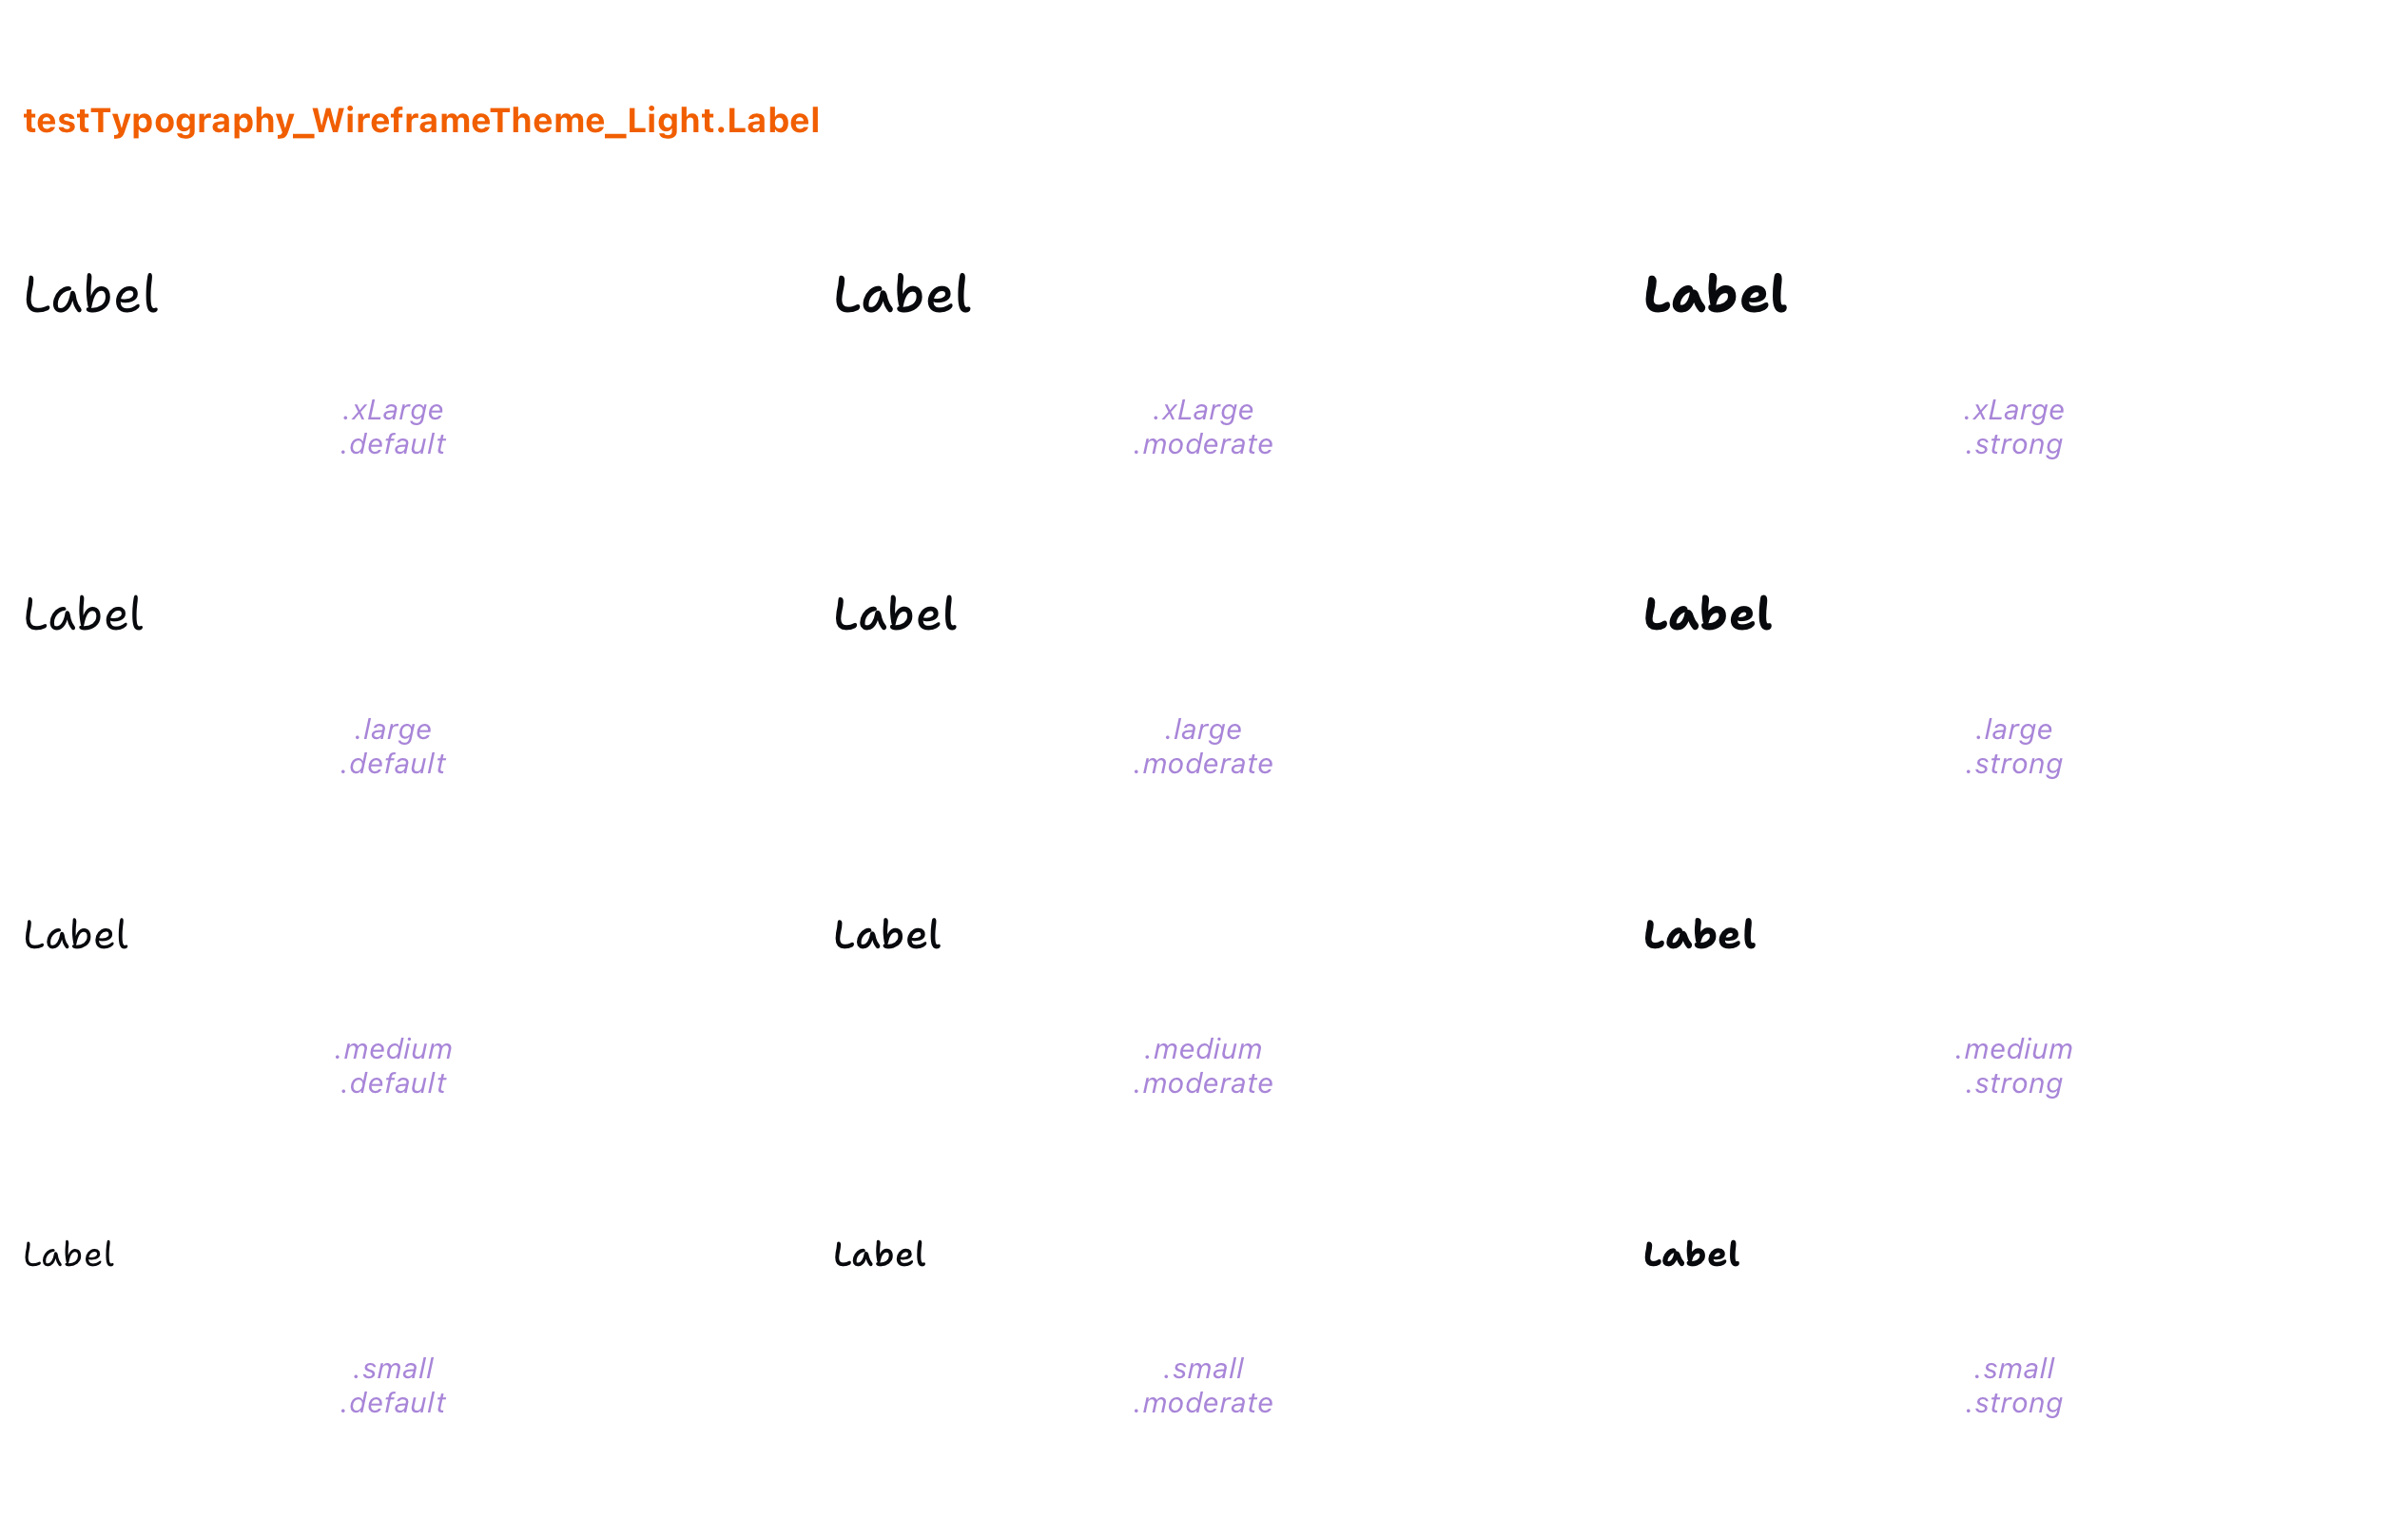 testTypography_WireframeTheme_Light.Label
Label Label Label
.xLarge .xLarge .xLarge
.default .moderate .strong
Label Label Label
.large .large .large
.default .moderate .strong
Label Label Label
.medium .medium .medium
.default .moderate .strong
Label Label Label
.small .small .small
.default .moderate .strong